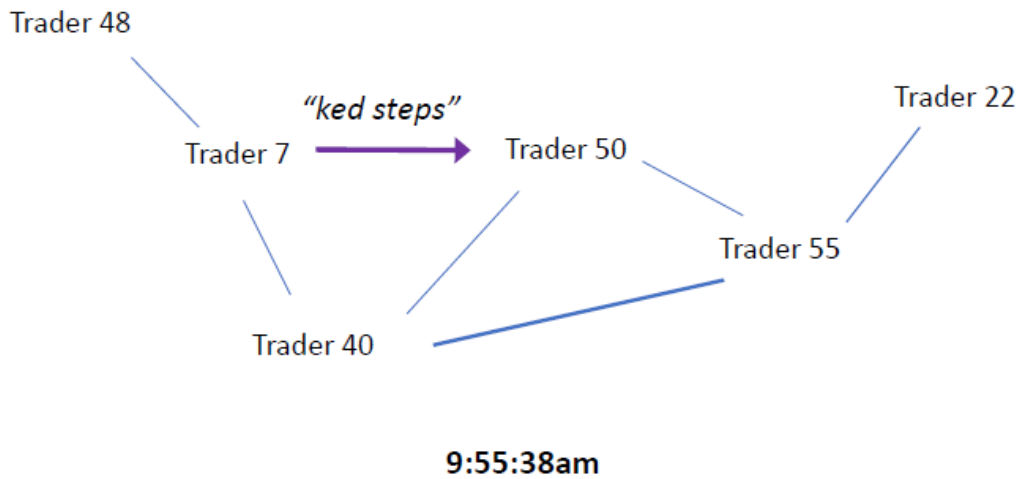 Trader 48
Trader 22
“ked steps”
Trader 7
Trader 50
Trader 55
Trader 40
9:55:38am